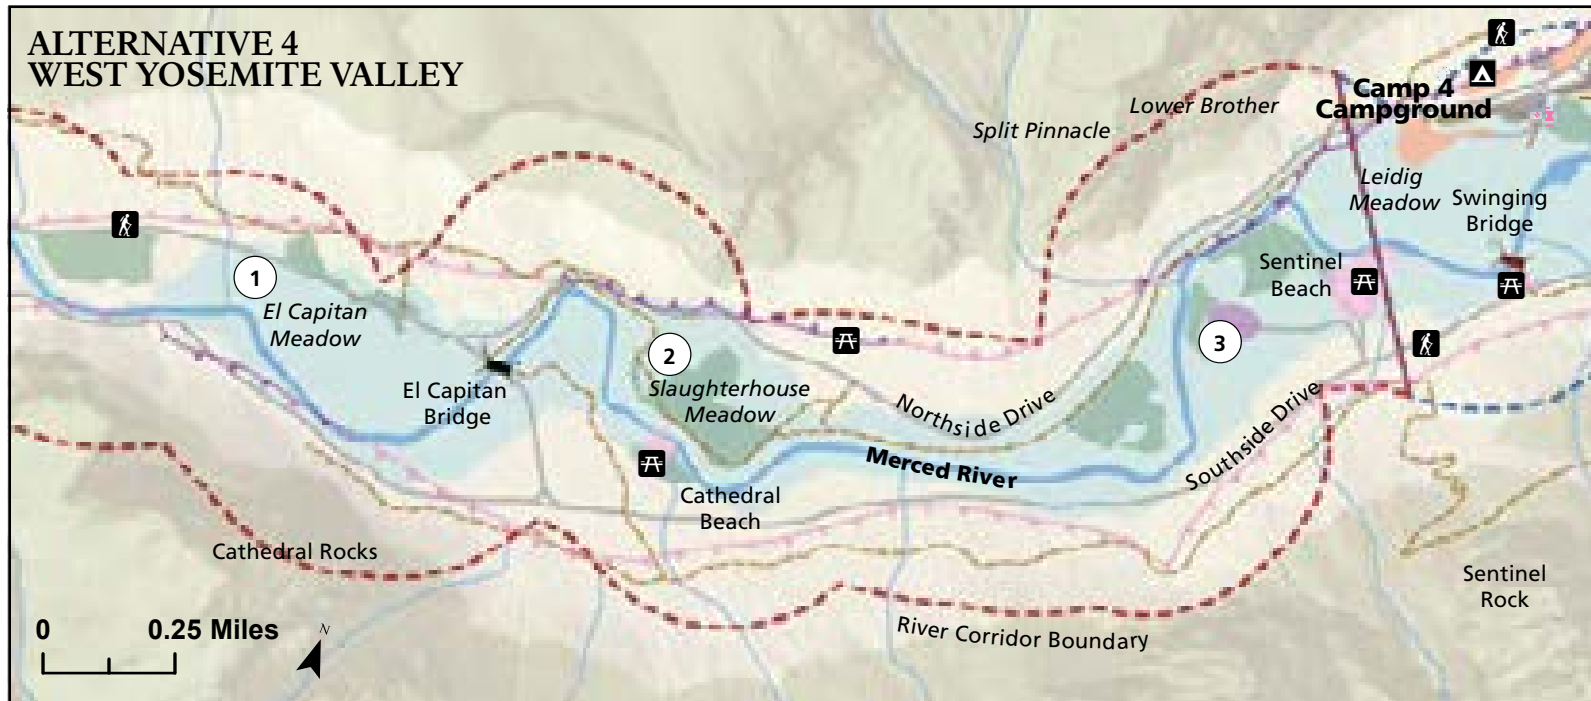 ALTERNATIVE 4
WEST YOSEMITE VALLEY
Camp 4
Campground
Lower Brother
Split Pinnacle
Leidig
Meadow
Swinging
Bridge
Sentinel
Beach
1
El Capitan
Meadow
2
Slaughterhouse
Meadow
3
El Capitan
Bridge
Northside Drive
Southside Drive
Merced River
Cathedral
Beach
Cathedral Rocks
Sentinel
Rock
River Corridor Boundary
0 0.25 Miles
N